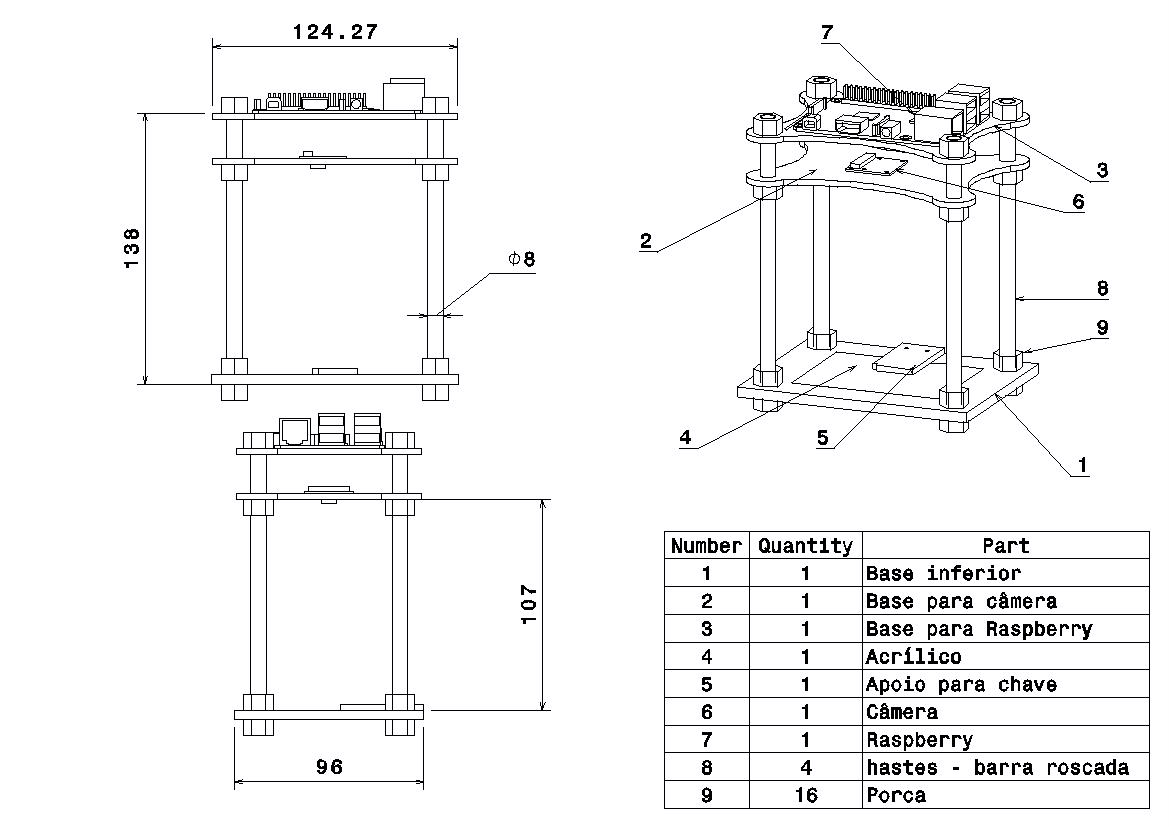 124.27
7
138
3
6
2
Ø8
8
9
4
5
1
107
96
Number Quantity Part
1 1 Base inferior
2 1 Base para câmera
3 1 Base para Raspberry
4 1 Acrílico
5 1 Apoio para chave
6 1 Câmera
7 1 Raspberry
8 4 hastes - barra roscada
9 16 Porca